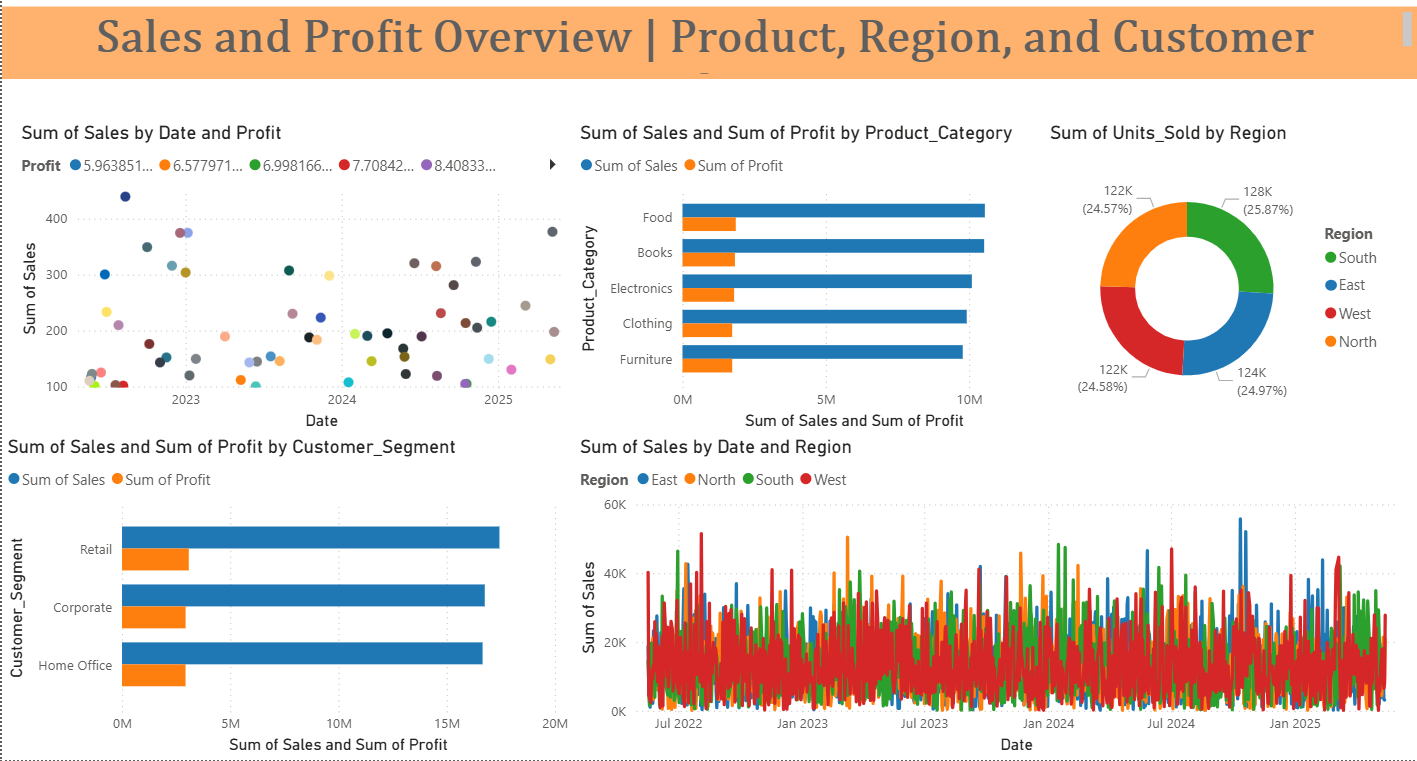 Sales and Profit Overview | Product, Region, and Customer
Sum of Sales by Date and Profit
Profit 5.963851... 6.577971... 6.998166... 7.70842... 8.40833...
Sum of Sales
400
300
200
100
2023 2024 2025
Date
Sum of Sales and Sum of Profit by Product_Category
Sum of Sales Sum of Profit
Product_Category
Food
Books
Electronics
Clothing
Furniture
0M 5M 10M
Sum of Sales and Sum of Profit
Sum of Units_Sold by Region
122K
(24.57%)
128K
(25.87%)
122K
(24.58%)
124K
(24.97%)
Region
South
East
West
North
Sum of Sales and Sum of Profit by Customer_Segment
Sum of Sales Sum of Profit
Customer_Segment
Retail
Corporate
Home Office
0M 5M 10M 15M 20M
Sum of Sales and Sum of Profit
Sum of Sales by Date and Region
Region East North South West
Sum of Sales
60K
40K
20K
0K
Jul 2022 Jan 2023 Jul 2023 Jan 2024 Jul 2024 Jan 2025
Date